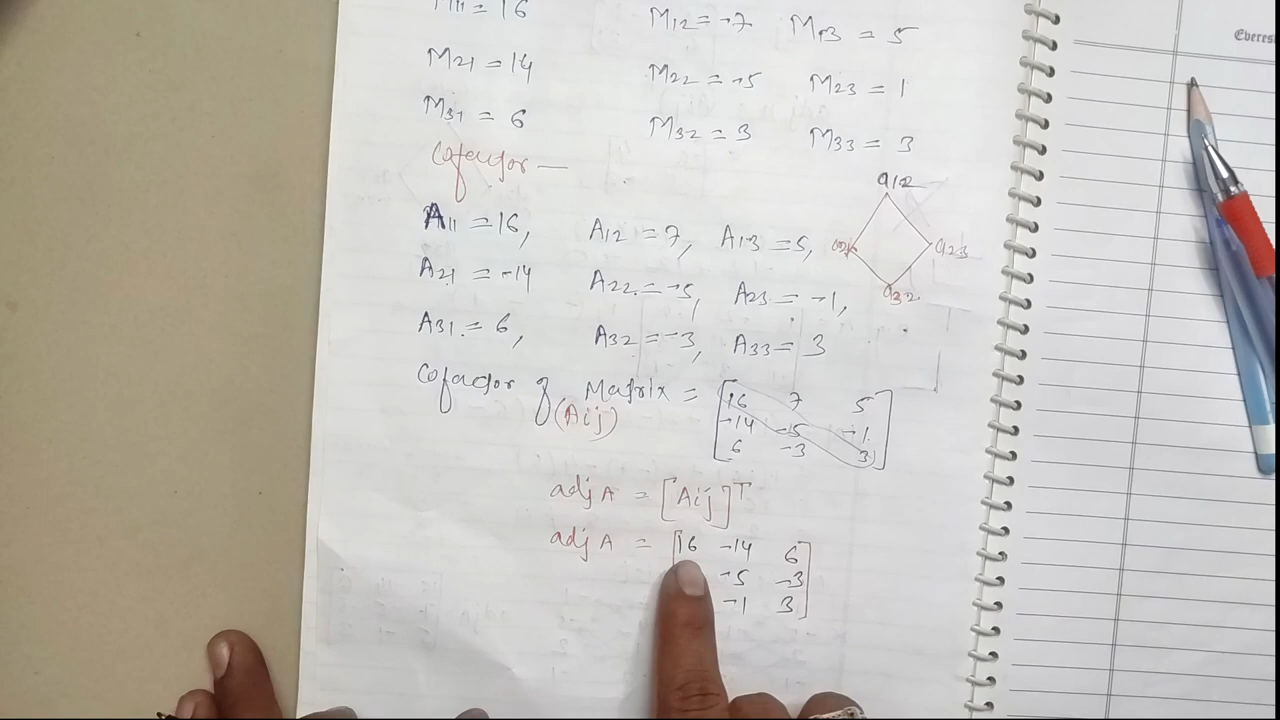 M11 = 16 M12 = -7 M13 = 5
M21 = 14 M22 = -5 M23 = 1
M31 = 6 M32 = 3 M33 = 3
Cofactor —
A11 = 16, A12 = 7, A13 = 5,
A21 = -14 A22 = -5, A23 = -1,
A31 = 6, A32 = -3, A33 = 3
a12
a23
a32
Cofactor of Matrix = [16 7 5
(Aij) -14 -5 -1
6 -3 3]
adj A = [Aij]T
adj A = [16 -14 6
-5 -3
-1 3]